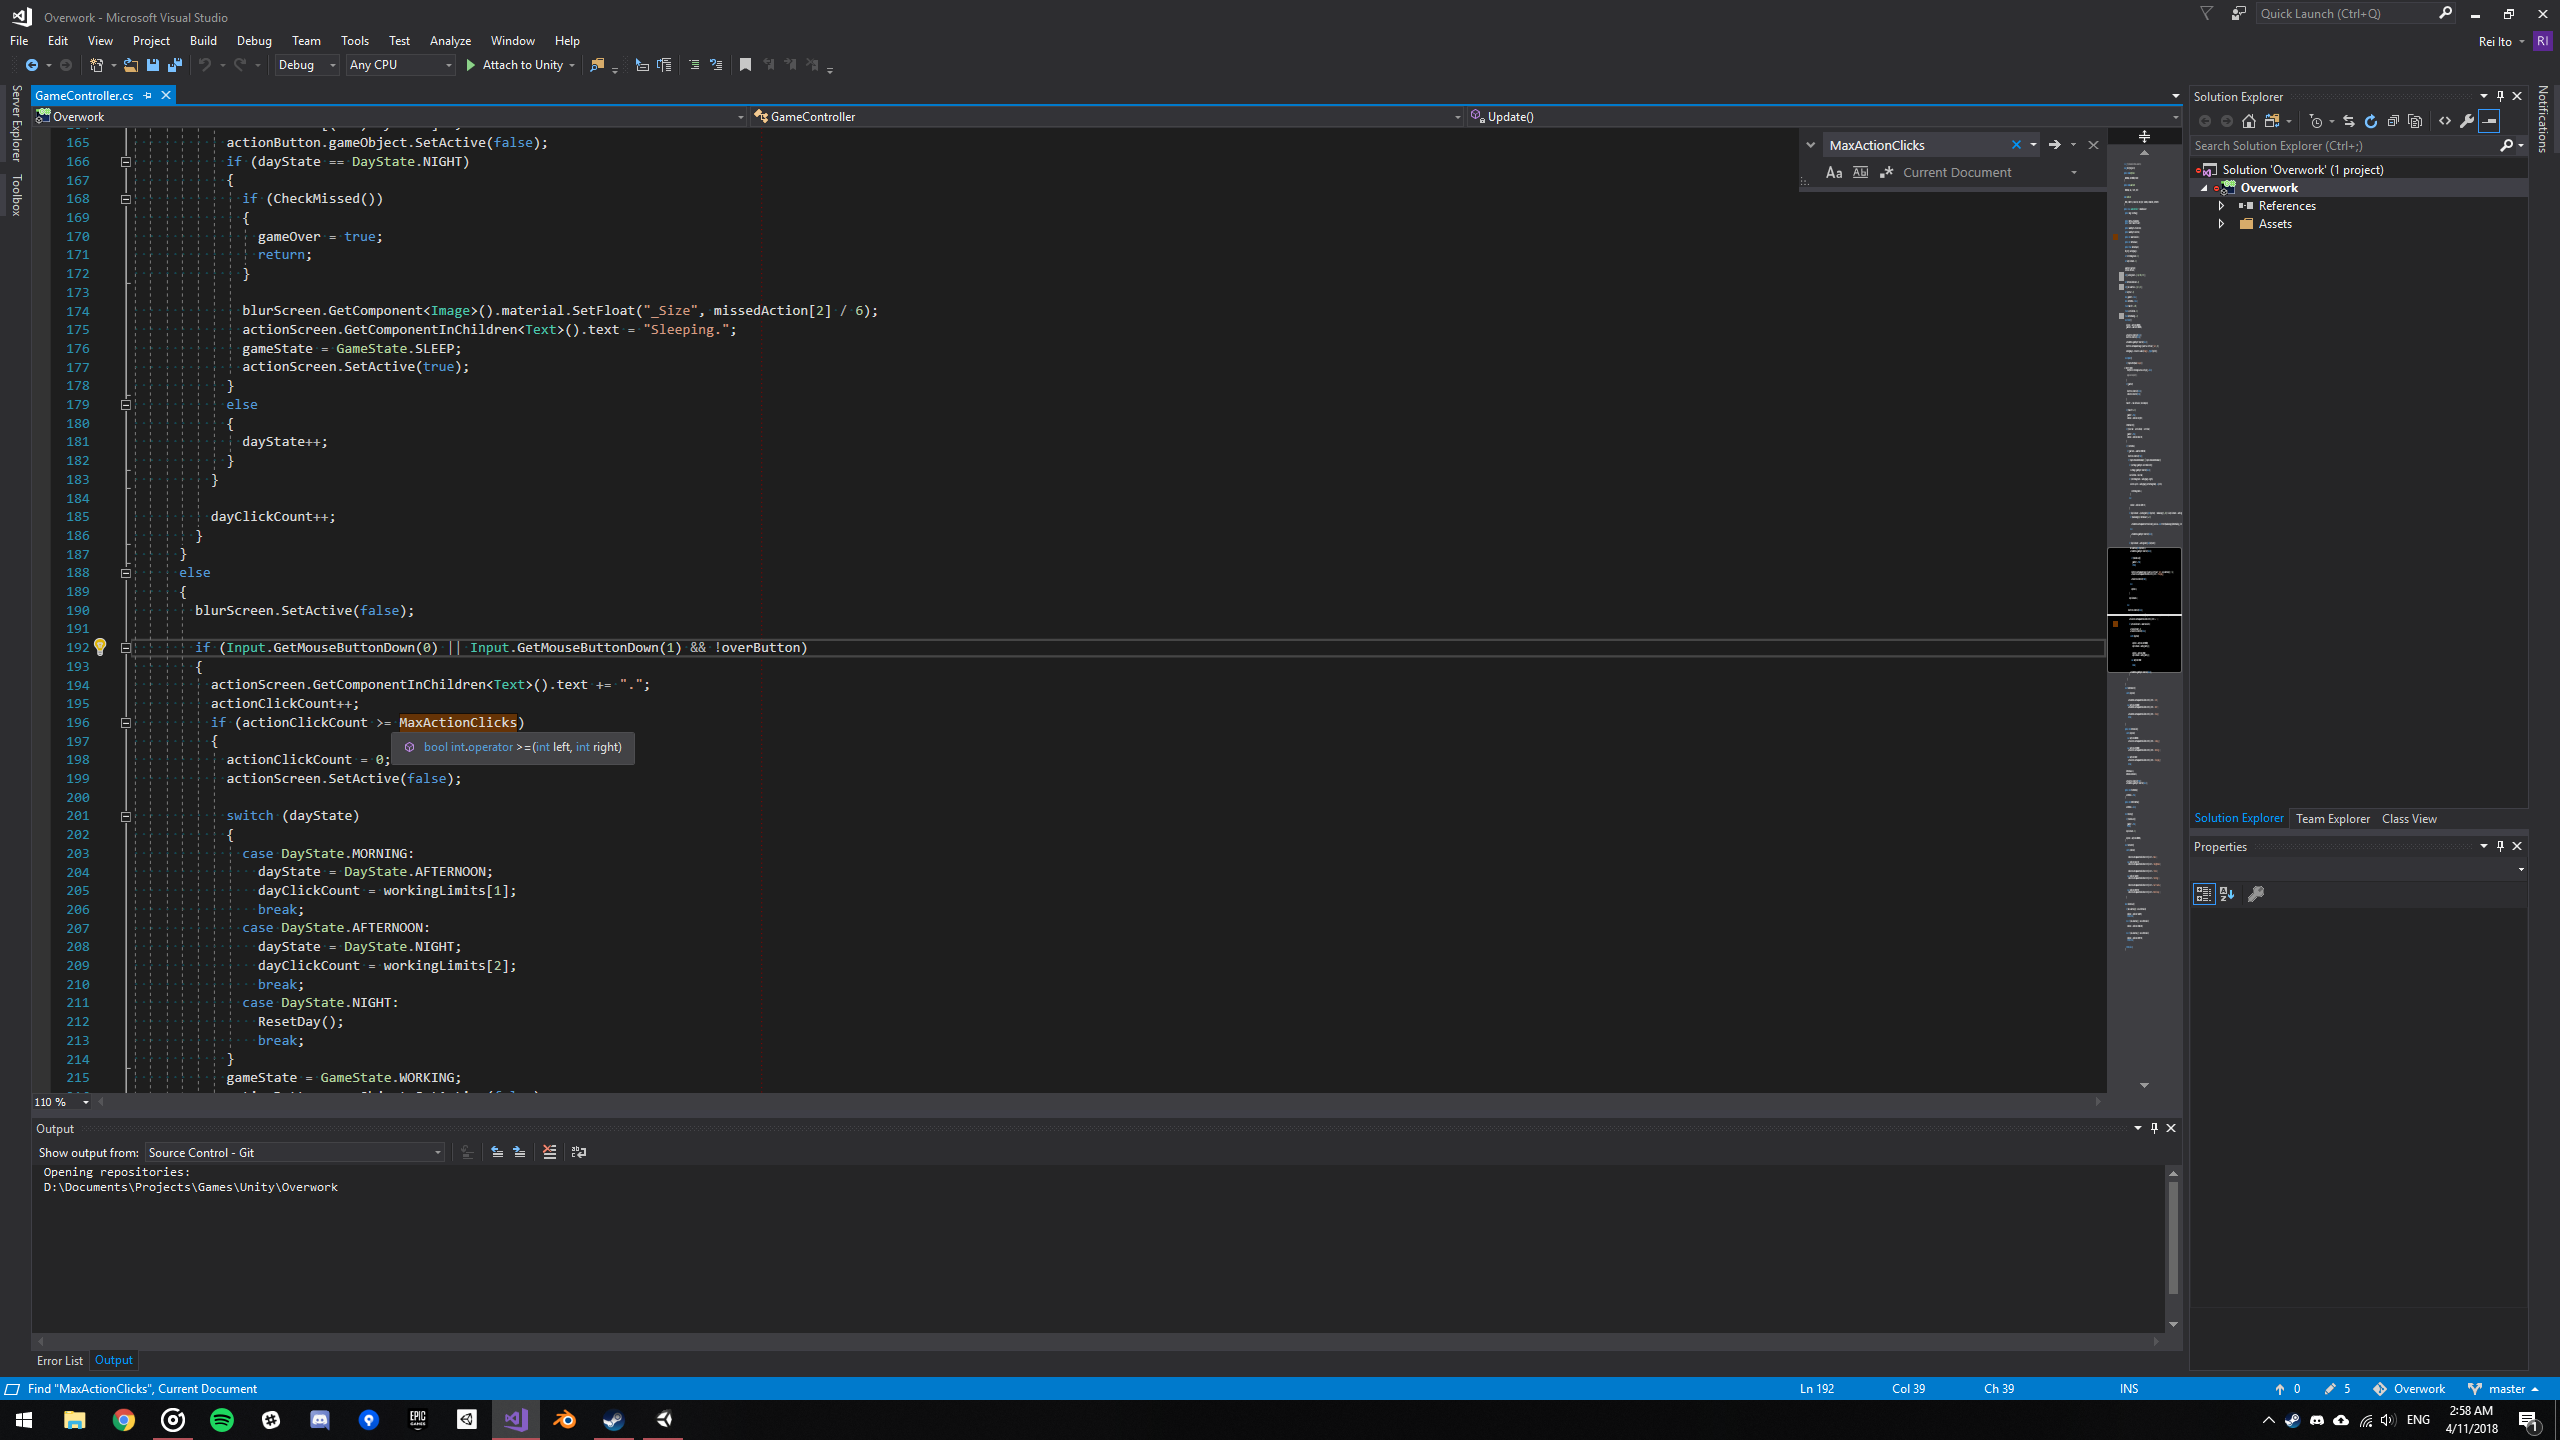 Overwork - Microsoft Visual Studio
Quick Launch (Ctrl+Q)
File Edit View Project Build Debug Team Tools Test Analyze Window Help
Rei Ito RI
Debug Any CPU Attach to Unity
Server Explorer
Toolbox
GameController.cs
Overwork GameController Update()
MaxActionClicks
Current Document
165 actionButton.gameObject.SetActive(false);
166 if (dayState == DayState.NIGHT)
167 {
168 if (CheckMissed())
169 {
170 gameOver = true;
171 return;
172 }
173
174 blurScreen.GetComponent<Image>().material.SetFloat("_Size", missedAction[2] / 6);
175 actionScreen.GetComponentInChildren<Text>().text = "Sleeping.";
176 gameState = GameState.SLEEP;
177 actionScreen.SetActive(true);
178 }
179 else
180 {
181 dayState++;
182 }
183 }
184
185 dayClickCount++;
186 }
187 }
188 else
189 {
190 blurScreen.SetActive(false);
191
192 if (Input.GetMouseButtonDown(0) || Input.GetMouseButtonDown(1) && !overButton)
193 {
194 actionScreen.GetComponentInChildren<Text>().text += ".";
195 actionClickCount++;
196 if (actionClickCount >= MaxActionClicks)
197 {
bool int.operator >=(int left, int right)
198 actionClickCount = 0;
199 actionScreen.SetActive(false);
200
201 switch (dayState)
202 {
203 case DayState.MORNING:
204 dayState = DayState.AFTERNOON;
205 dayClickCount = workingLimits[1];
206 break;
207 case DayState.AFTERNOON:
208 dayState = DayState.NIGHT;
209 dayClickCount = workingLimits[2];
210 break;
211 case DayState.NIGHT:
212 ResetDay();
213 break;
214 }
215 gameState = GameState.WORKING;
110 %
Solution Explorer
Search Solution Explorer (Ctrl+;)
Solution 'Overwork' (1 project)
Overwork
References
Assets
Solution Explorer Team Explorer Class View
Properties
Notifications
Output
Show output from: Source Control - Git
Opening repositories:
D:\Documents\Projects\Games\Unity\Overwork
Error List Output
Find "MaxActionClicks", Current Document
Ln 192 Col 39 Ch 39 INS
0 5 Overwork master
EPIC GAMES
ENG
2:58 AM
4/11/2018
1